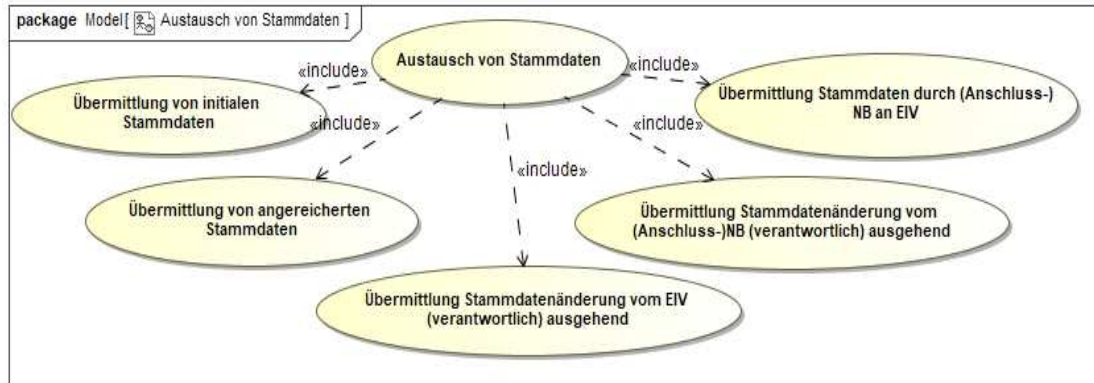 package Model[ Austausch von Stammdaten ]
Austausch von Stammdaten
«include»
«include»
«include»
«include»
«include»
Übermittlung von initialen
Stammdaten
Übermittlung Stammdaten durch (Anschluss-)
NB an EIV
Übermittlung von angereicherten
Stammdaten
Übermittlung Stammdatenänderung vom
(Anschluss-)NB (verantwortlich) ausgehend
Übermittlung Stammdatenänderung vom EIV
(verantwortlich) ausgehend